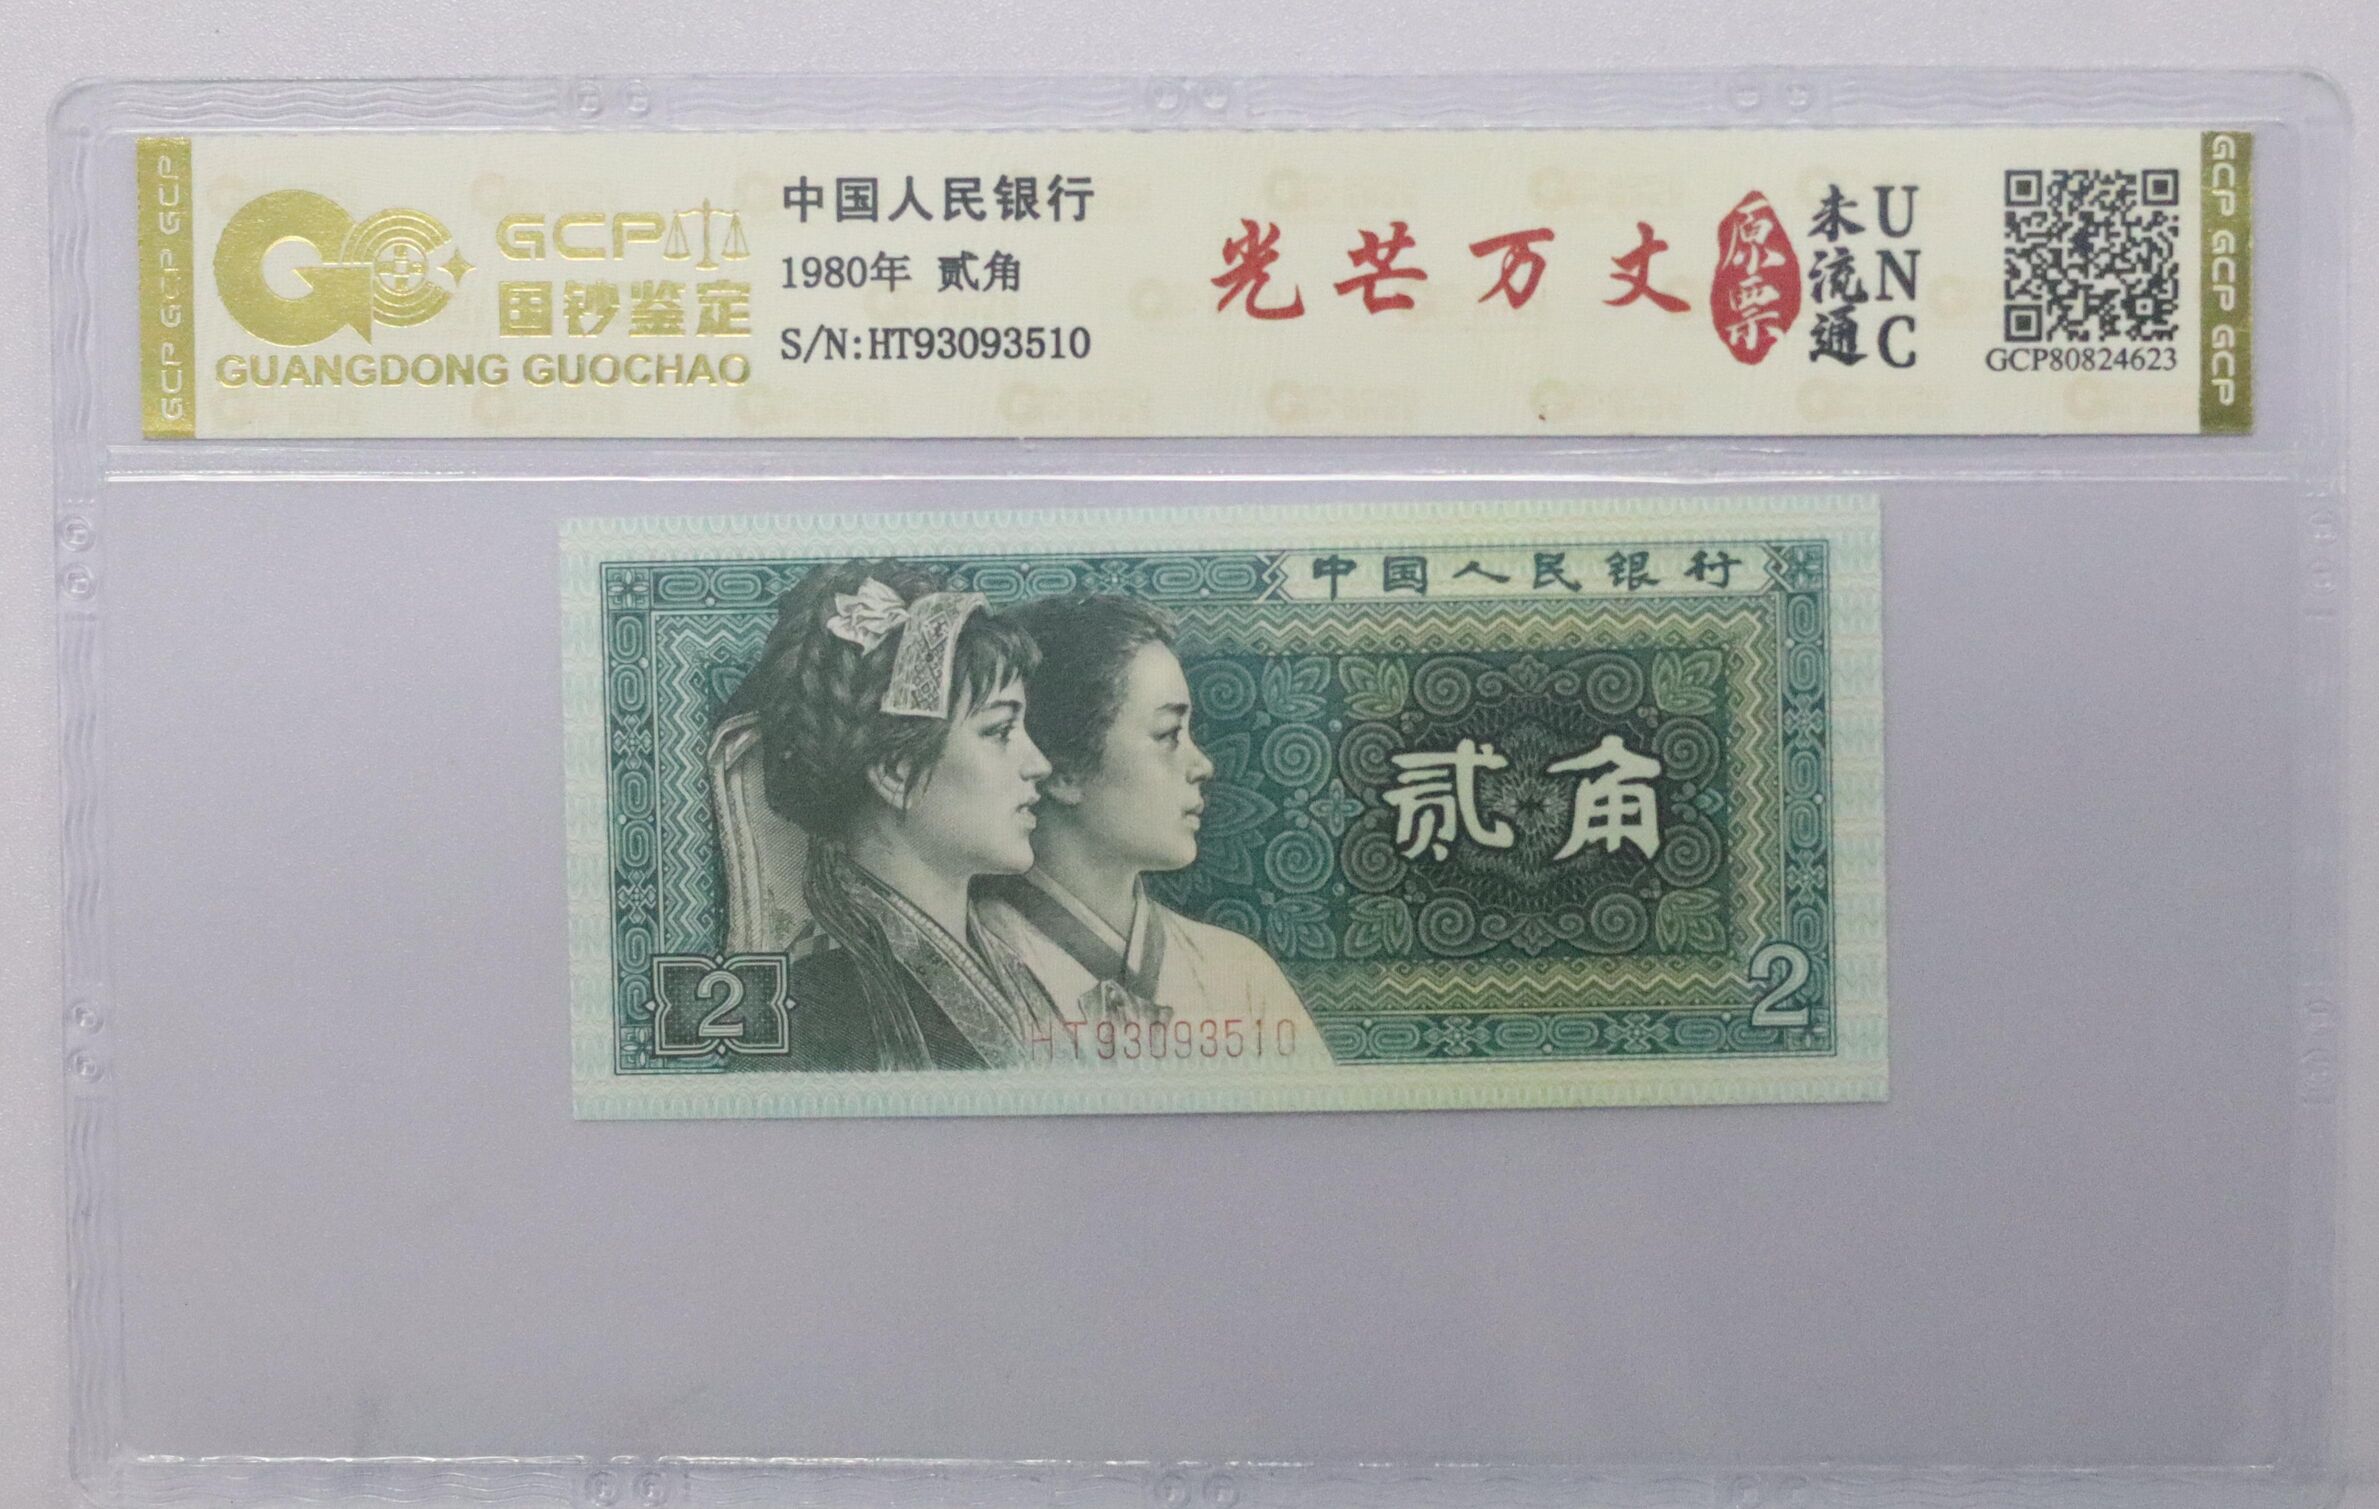 GCP GCP GCP
GCP
国钞鉴定
GUANGDONG GUOCHAO
中国人民银行
1980年 贰角
S/N:HT93093510
光芒万丈
原票
未流通
UNC
GCP80824623
GCP GCP GCP
中国人民银行
贰角
2
2
HT93093510